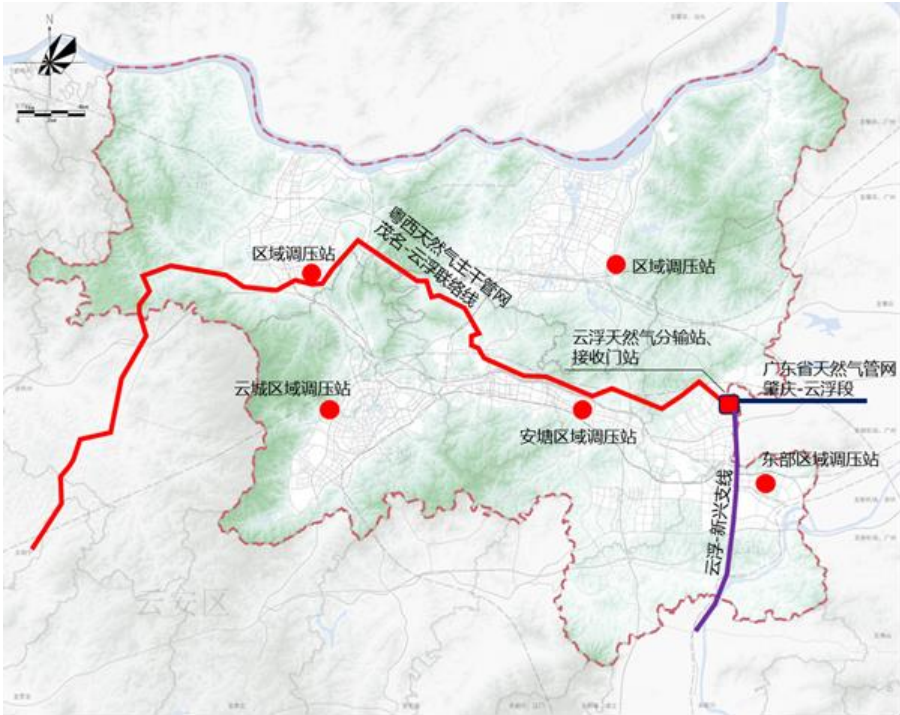 N
粤西天然气主干管网
茂名-云浮联络线
区域调压站
区域调压站
云浮天然气分输站、
接收门站
广东省天然气管网
肇庆-云浮段
云城区域调压站
安塘区域调压站
东部区域调压站
云浮-新兴支线
云安区